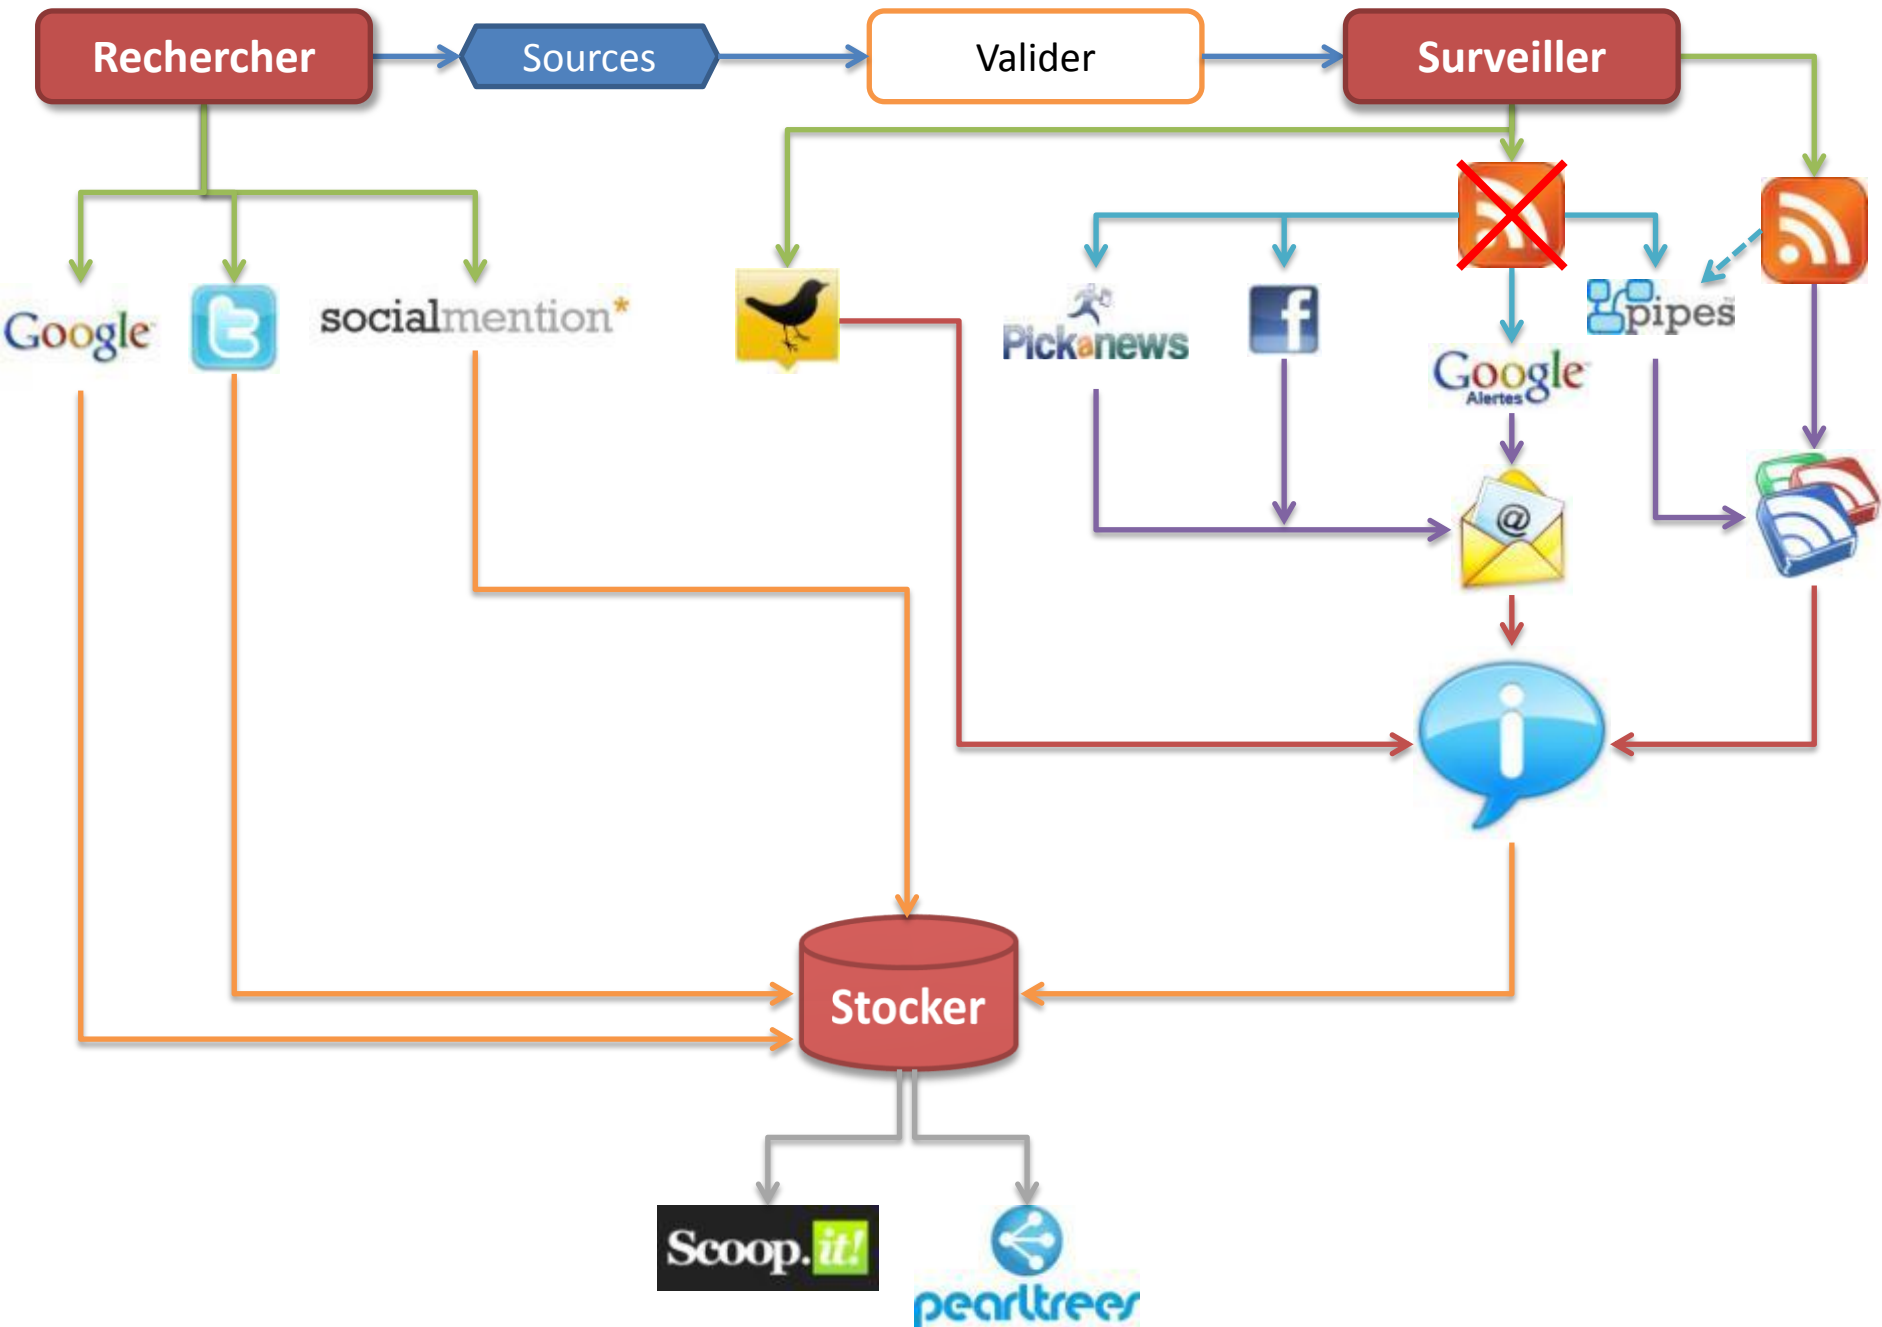 Rechercher
Sources
Valider
Surveiller
Google
socialmention*
Pickanews
pipes
Google
Alertes
@
Stocker
Scoop.it!
pearltrees